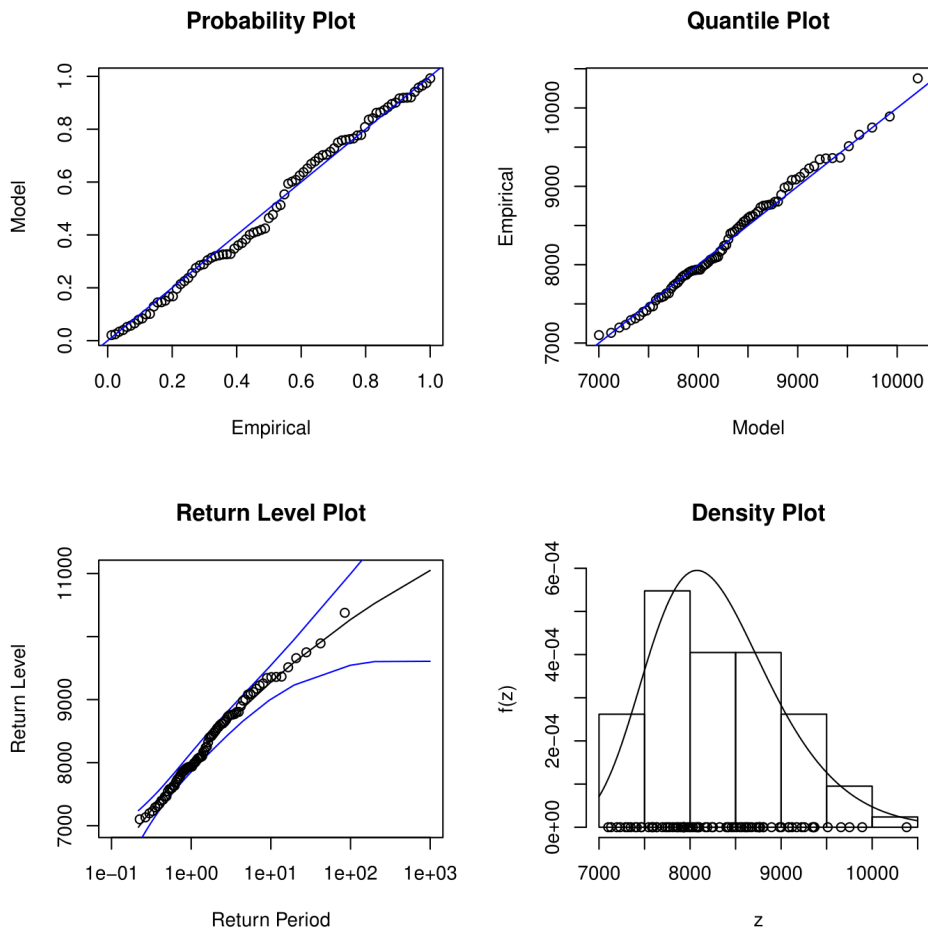 Probability Plot
Model
0.0 0.2 0.4 0.6 0.8 1.0
0.0 0.2 0.4 0.6 0.8 1.0
Empirical
Quantile Plot
Empirical
7000 8000 9000 10000
7000 8000 9000 10000
Model
Return Level Plot
Return Level
7000 8000 9000 11000
1e−01 1e+00 1e+01 1e+02 1e+03
Return Period
Density Plot
f(z)
0e+00 2e−04 4e−04 6e−04
7000 8000 9000 10000
z